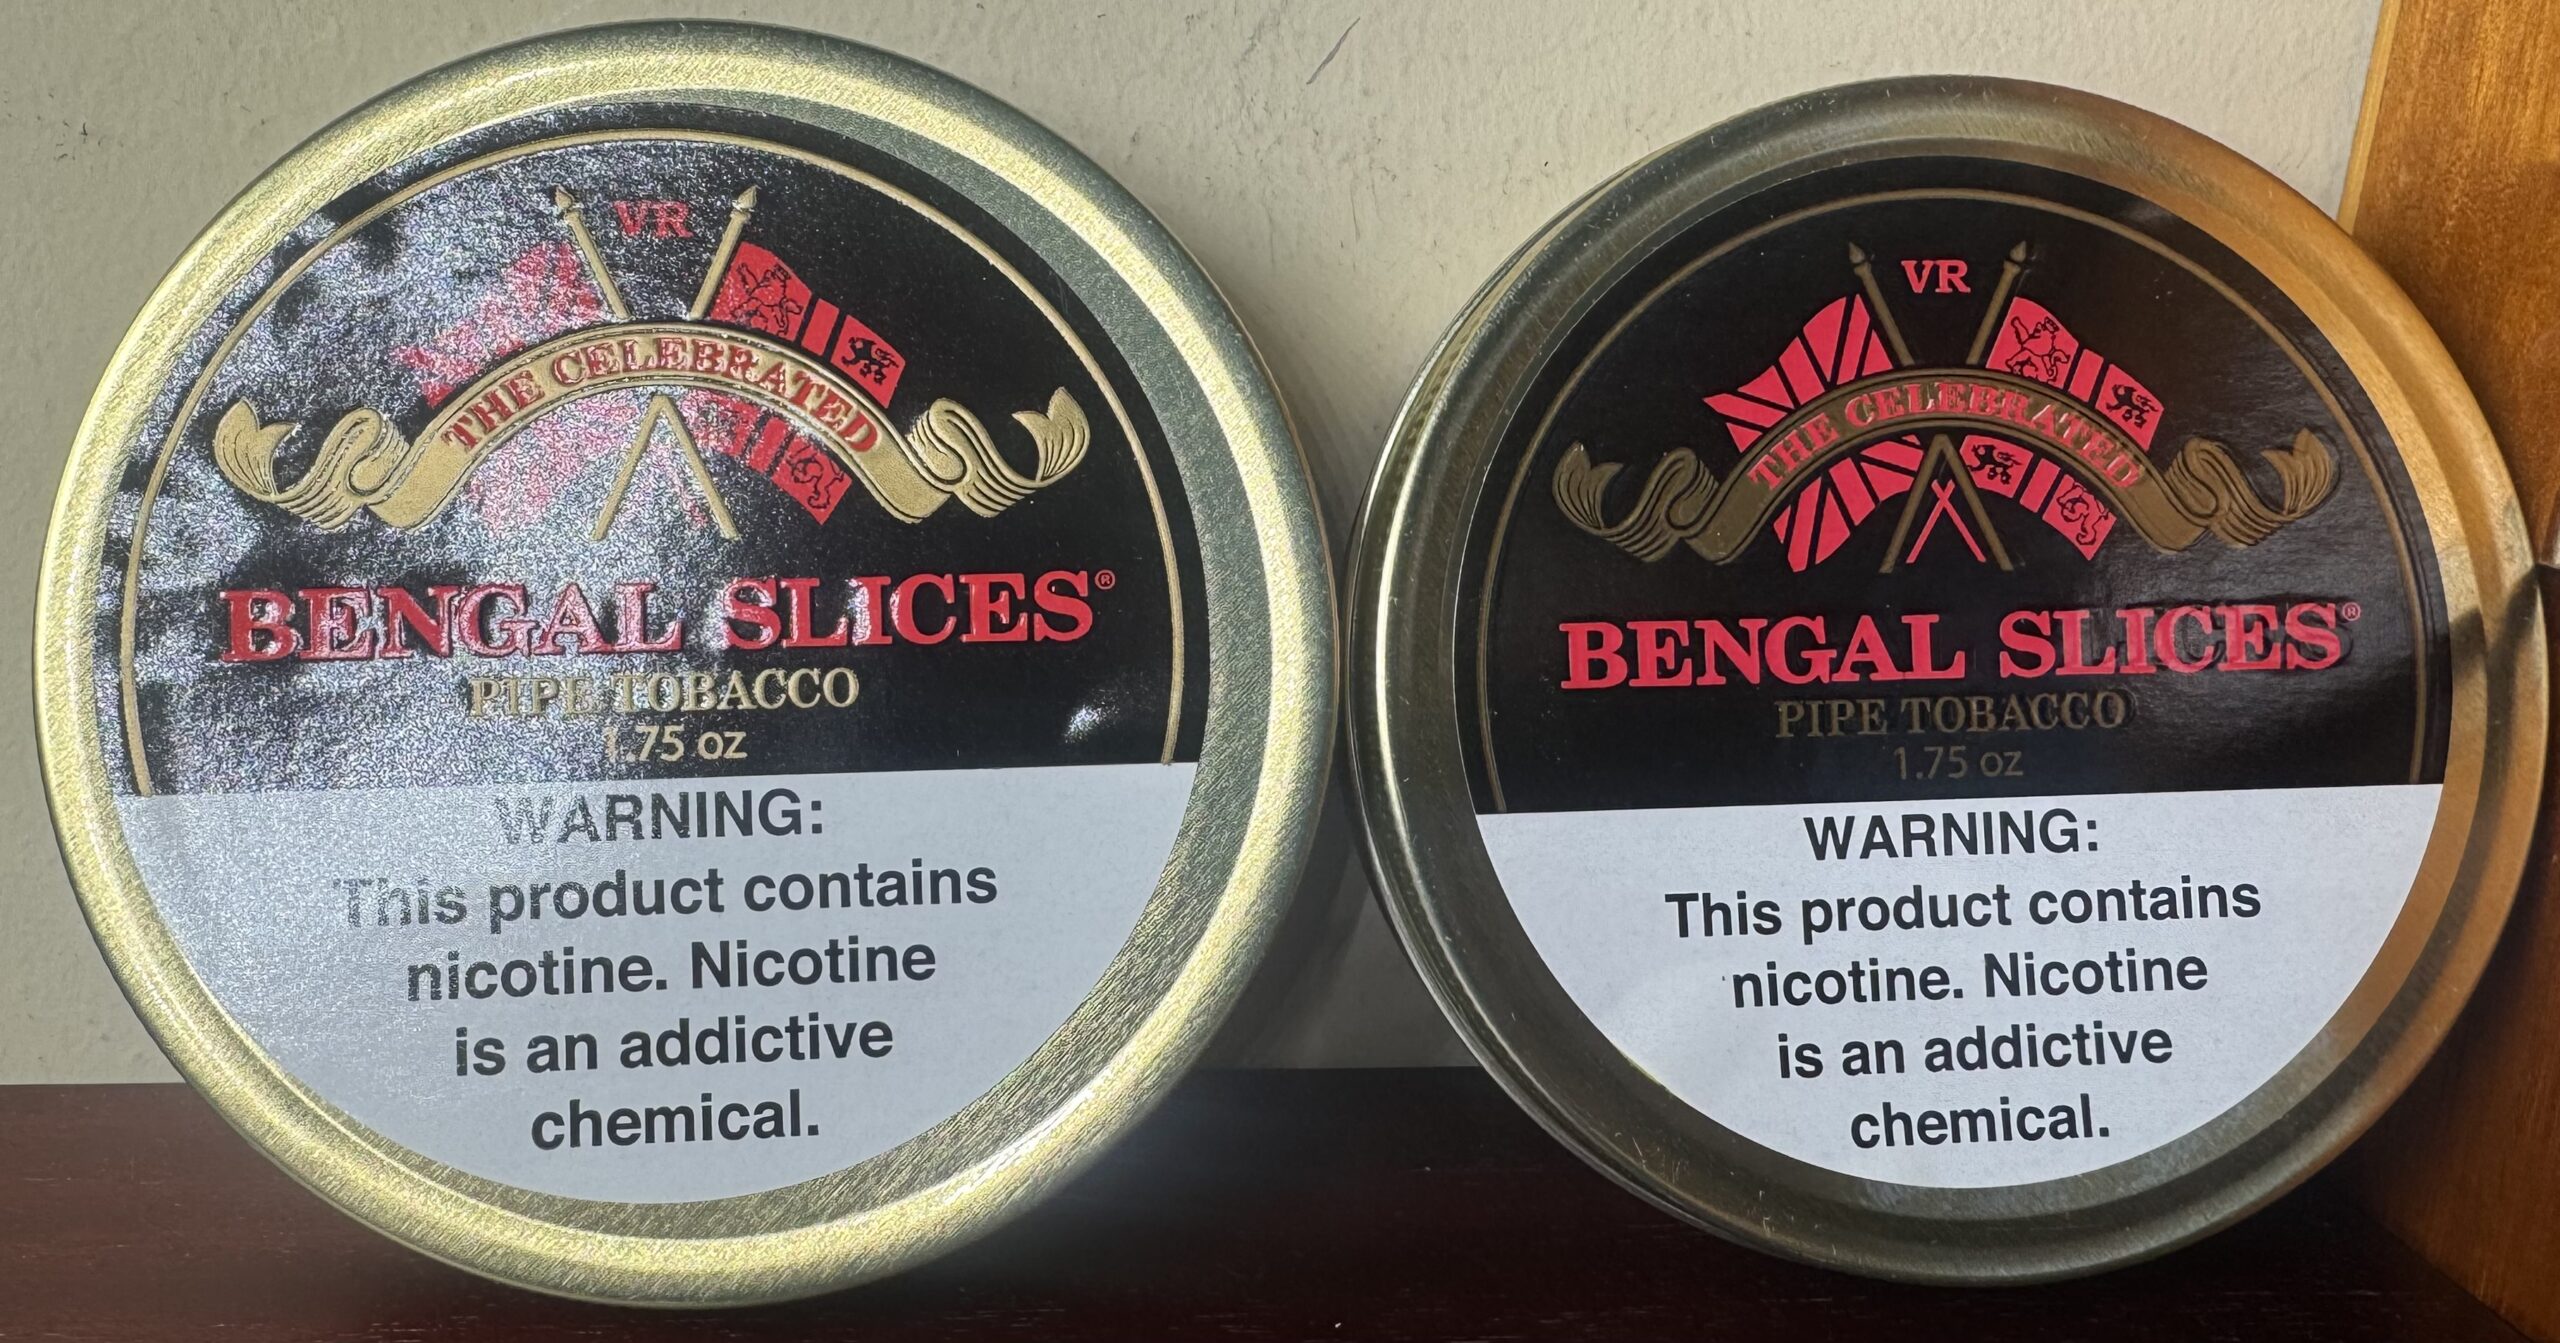 VR
THE CELEBRATED
BENGAL SLICES®
PIPE TOBACCO
1.75 oz
WARNING:
This product contains
nicotine. Nicotine
is an addictive
chemical.
VR
THE CELEBRATED
BENGAL SLICES®
PIPE TOBACCO
1.75 oz
WARNING:
This product contains
nicotine. Nicotine
is an addictive
chemical.